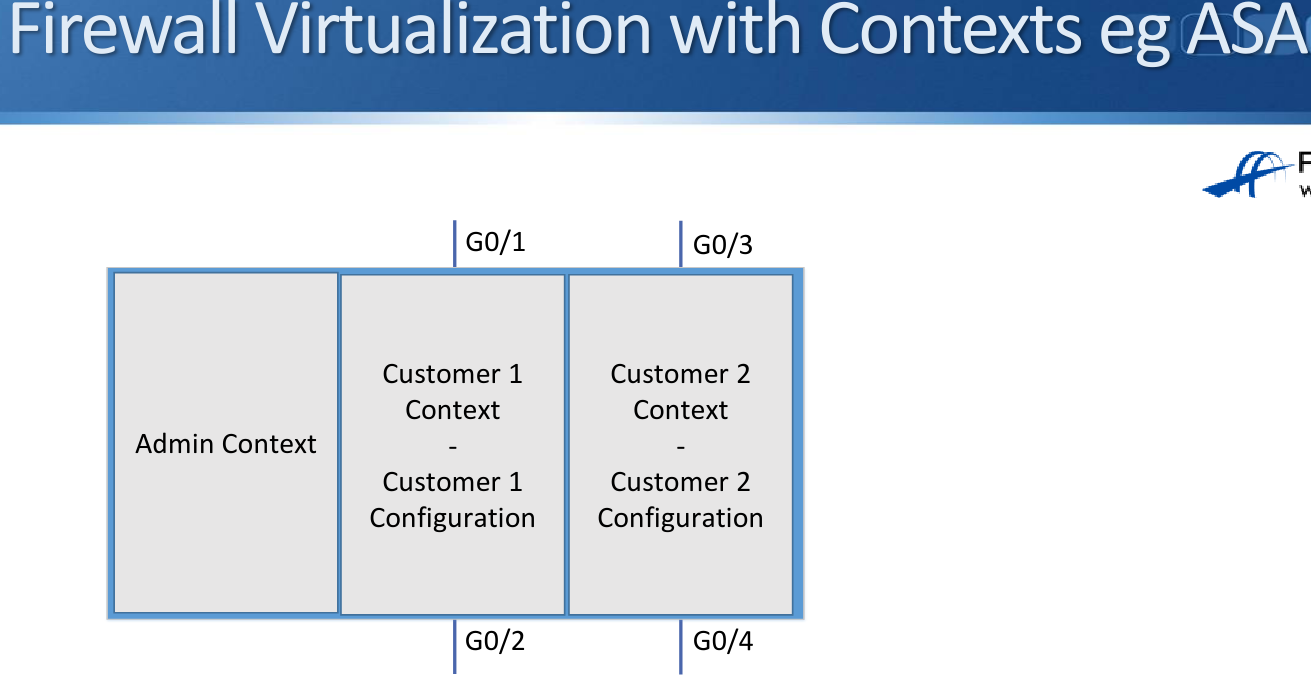 Firewall Virtualization with Contexts eg ASA
G0/1
G0/3
Admin Context
Customer 1
Context
-
Customer 1
Configuration
Customer 2
Context
-
Customer 2
Configuration
G0/2
G0/4